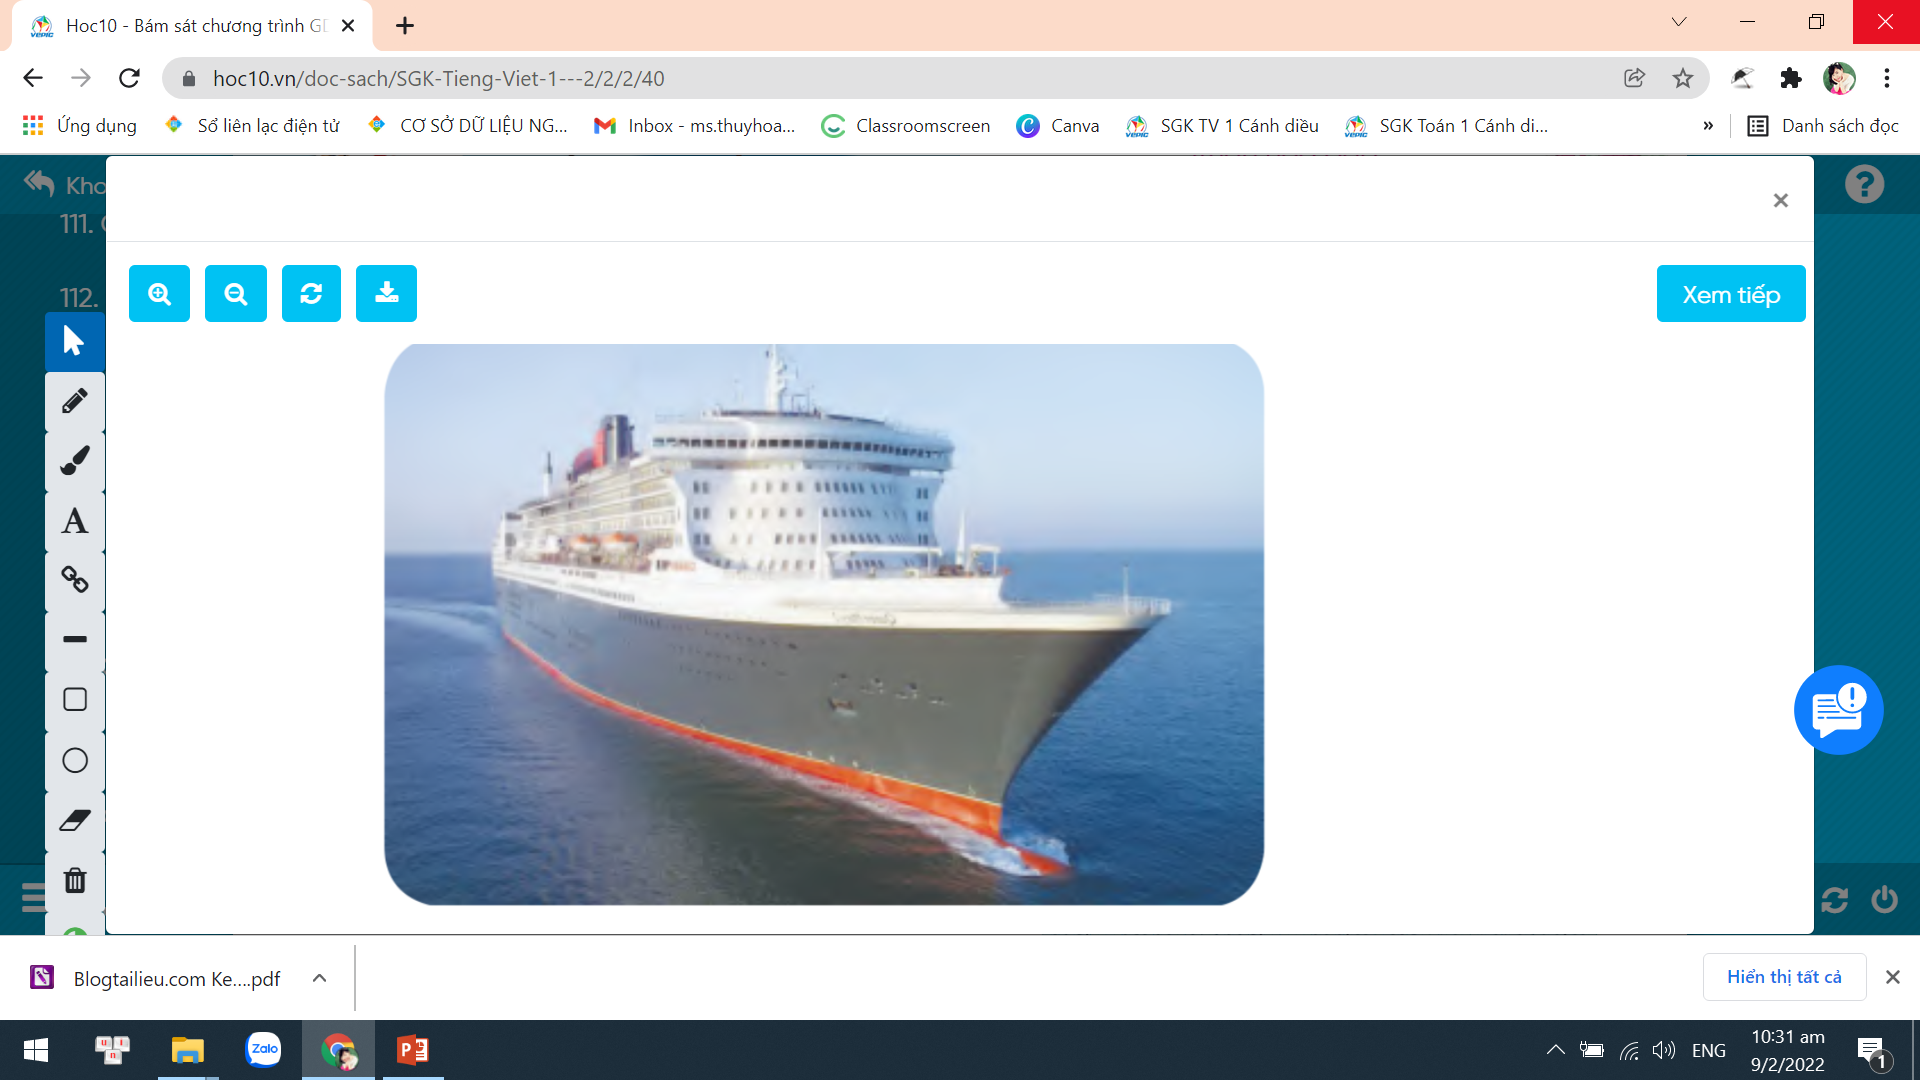 Hoc10 - Bám sát chương trình GD
hoc10.vn/doc-sach/SGK-Tieng-Viet-1---2/2/2/40
Ứng dụng
Sổ liên lạc điện tử
CƠ SỞ DỮ LIỆU NG...
Inbox - ms.thuyhoa...
Classroomscreen
Canva
SGK TV 1 Cánh diều
SGK Toán 1 Cánh di...
»
Danh sách đọc
Kho
111.
112.
Xem tiếp
A
Blogtailieu.com Ke....pdf
Hiển thị tất cả
Zalo
ENG
10:31 am
9/2/2022
1